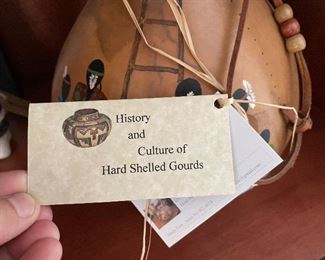 History
and
Culture of
Hard Shelled Gourds